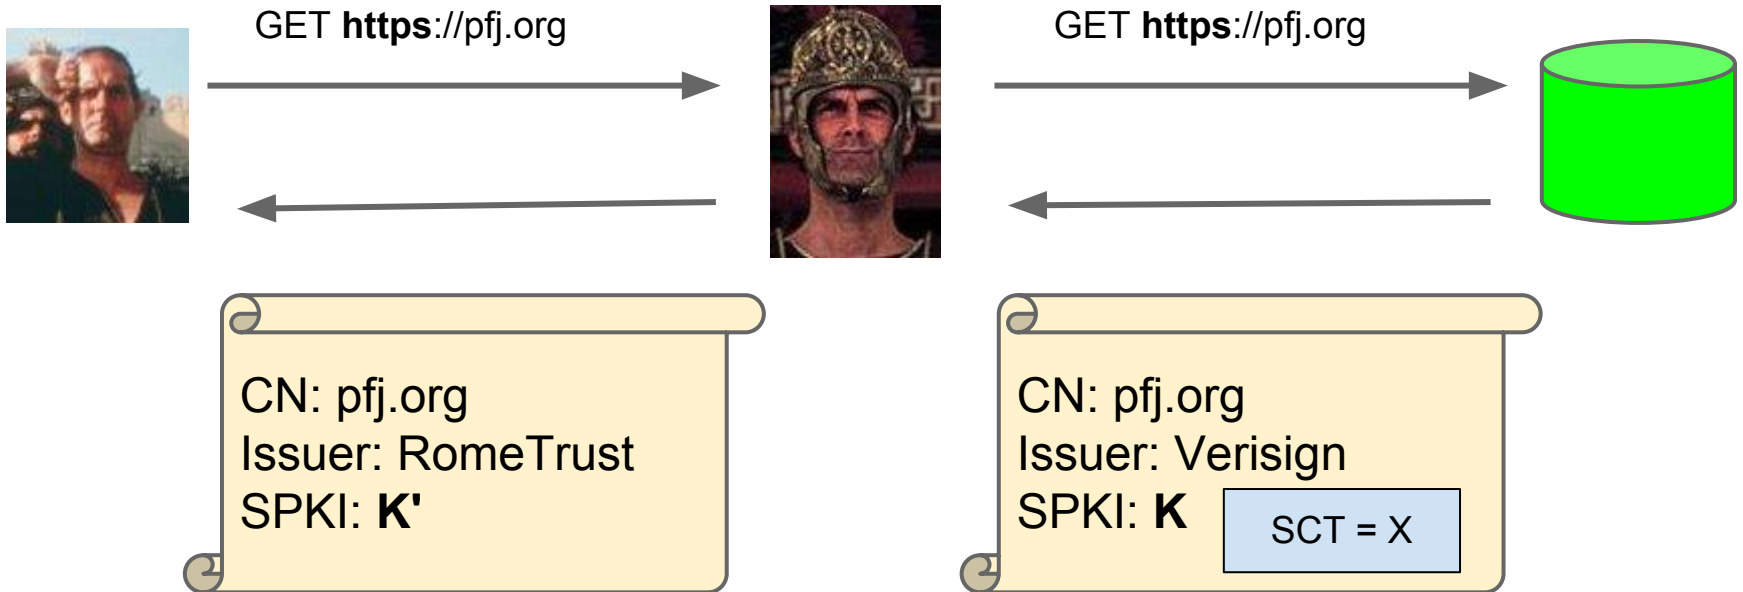 GET https://pfj.org
GET https://pfj.org
CN: pfj.org
Issuer: RomeTrust
SPKI: K'
CN: pfj.org
Issuer: Verisign
SPKI: K
SCT = X